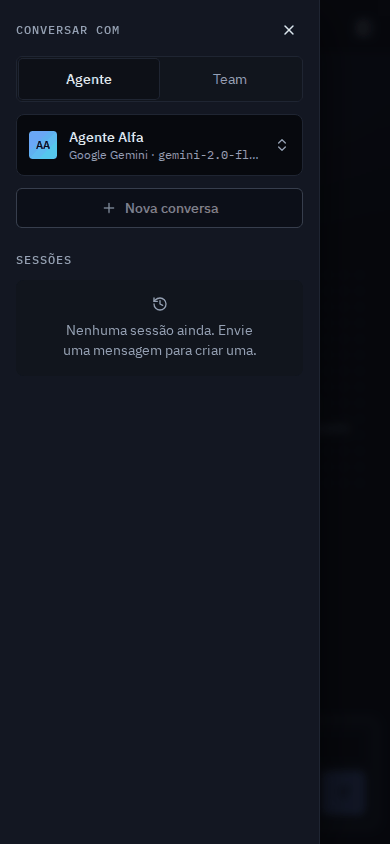 CONVERSAR COM
Agente
Team
AA
Agente Alfa
Google Gemini · gemini-2.0-fl…
Nova conversa
SESSÕES
Nenhuma sessão ainda. Envie
uma mensagem para criar uma.